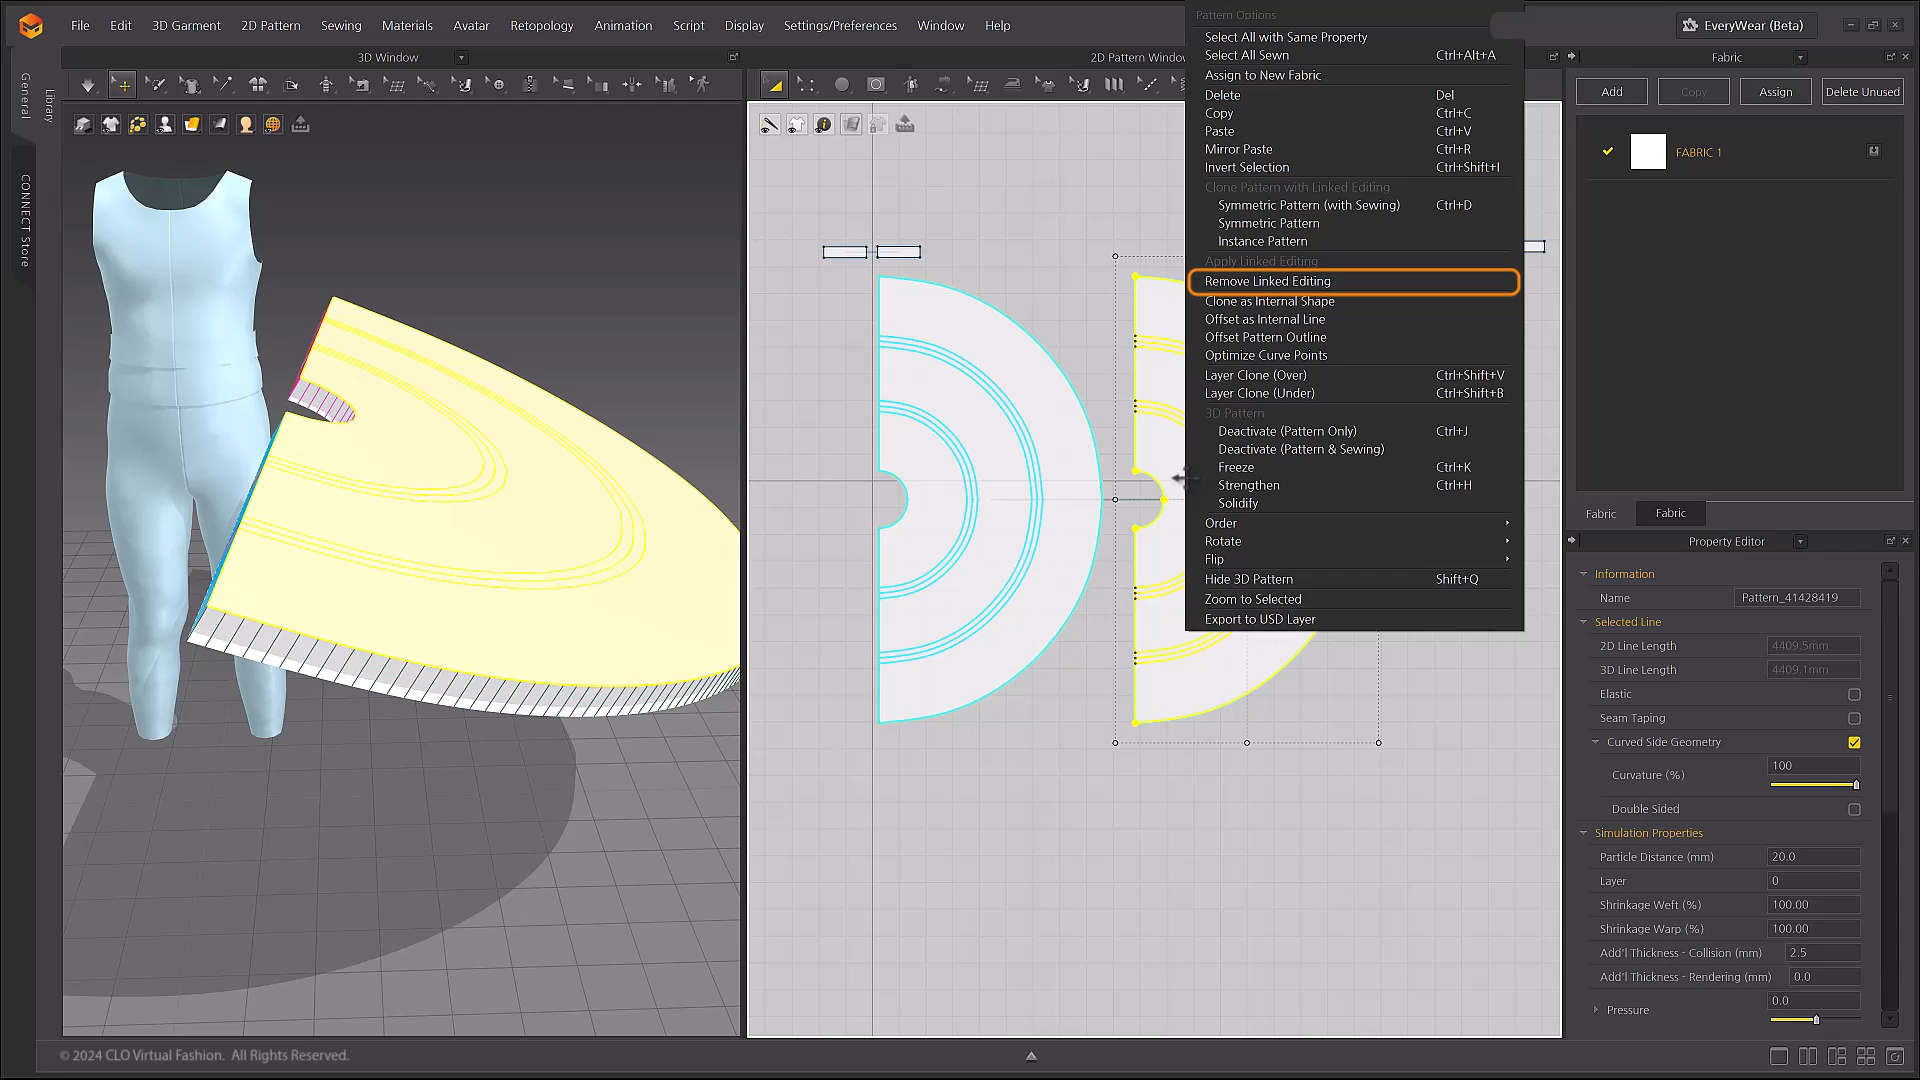 File Edit 3D Garment 2D Pattern Sewing Materials Avatar Retopology Animation Script Display Settings/Preferences Window Help
EveryWear (Beta)
General
Library
CONNECT Store
3D Window
2D Pattern Windo
Pattern Options
Select All with Same Property
Select All Sewn Ctrl+Alt+A
Assign to New Fabric
Delete Del
Copy Ctrl+C
Paste Ctrl+V
Mirror Paste Ctrl+R
Invert Selection Ctrl+Shift+I
Clone Pattern with Linked Editing
Symmetric Pattern (with Sewing) Ctrl+D
Symmetric Pattern
Instance Pattern
Apply Linked Editing
Remove Linked Editing
Clone as Internal Shape
Offset as Internal Line
Offset Pattern Outline
Optimize Curve Points
Layer Clone (Over) Ctrl+Shift+V
Layer Clone (Under) Ctrl+Shift+B
3D Pattern
Deactivate (Pattern Only) Ctrl+J
Deactivate (Pattern & Sewing)
Freeze Ctrl+K
Strengthen Ctrl+H
Solidify
Order
Rotate
Flip
Hide 3D Pattern Shift+Q
Zoom to Selected
Export to USD Layer
Fabric
Add Copy Assign Delete Unused
FABRIC 1
Fabric Fabric
Property Editor
Information
Name Pattern_41428419
Selected Line
2D Line Length 4409.5mm
3D Line Length 4409.1mm
Elastic
Seam Taping
Curved Side Geometry
Curvature (%) 100
Double Sided
Simulation Properties
Particle Distance (mm) 20.0
Layer 0
Shrinkage Weft (%) 100.00
Shrinkage Warp (%) 100.00
Add'l Thickness - Collision (mm) 2.5
Add'l Thickness - Rendering (mm) 0.0
Pressure 0.0
© 2024 CLO Virtual Fashion. All Rights Reserved.